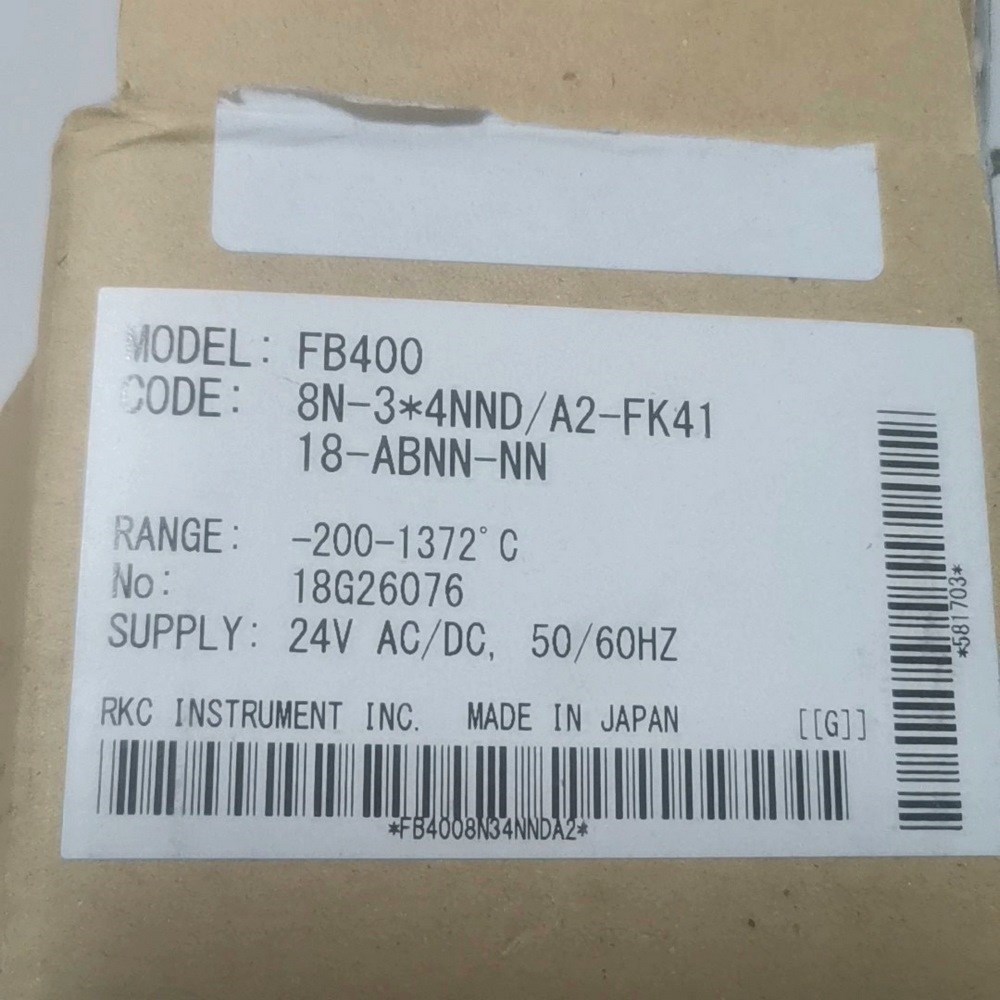 MODEL: FB400
CODE: 8N-3*4NND/A2-FK41
18-ABNN-NN
RANGE: -200-1372°C
No: 18G26076
SUPPLY: 24V AC/DC, 50/60HZ
RKC INSTRUMENT INC. MADE IN JAPAN [[G]]
*FB4008N34NNDA2*
*581703*